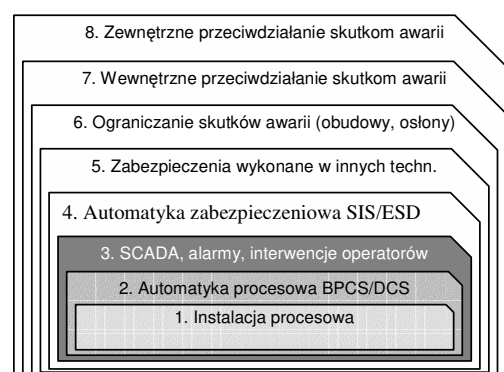 8. Zewnętrzne przeciwdziałanie skutkom awarii
7. Wewnętrzne przeciwdziałanie skutkom awarii
6. Ograniczanie skutków awarii (obudowy, osłony)
5. Zabezpieczenia wykonane w innych techn.
4. Automatyka zabezpieczeniowa SIS/ESD
3. SCADA, alarmy, interwencje operatorów
2. Automatyka procesowa BPCS/DCS
1. Instalacja procesowa